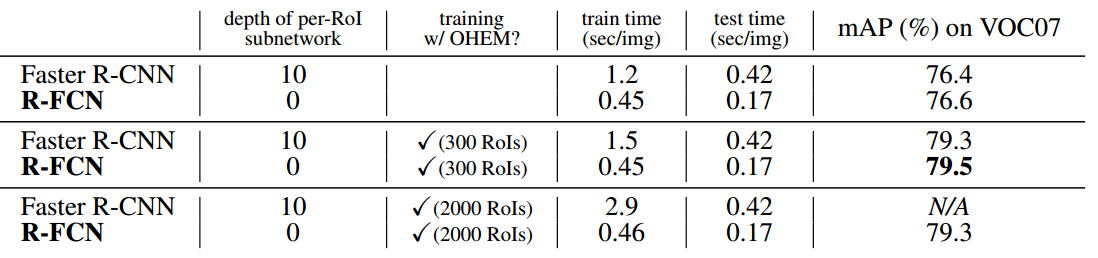 depth of per-RoI subnetwork training w/ OHEM? train time (sec/img) test time (sec/img) mAP (%) on VOC07
Faster R-CNN 10 1.2 0.42 76.4
R-FCN 0 0.45 0.17 76.6
Faster R-CNN 10 ✓(300 RoIs) 1.5 0.42 79.3
R-FCN 0 ✓(300 RoIs) 0.45 0.17 79.5
Faster R-CNN 10 ✓(2000 RoIs) 2.9 0.42 N/A
R-FCN 0 ✓(2000 RoIs) 0.46 0.17 79.3